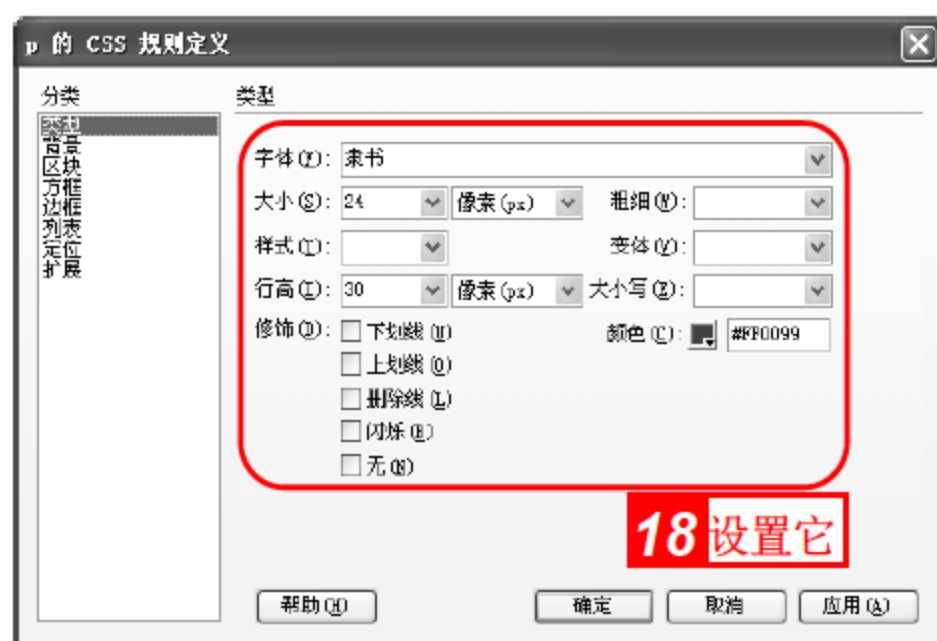 p 的 CSS 规则定义
分类
类型
背景
区块
方框
边框
列表
定位
扩展
类型
字体(F): 隶书
大小(S): 24 像素(px) 粗细(W):
样式(T): 变体(V):
行高(I): 30 像素(px) 大小写(E):
修饰(D): 下划线(U) 颜色(C): #FF0099
上划线(O)
删除线(L)
闪烁(B)
无(N)
18 设置它
帮助(H) 确定 取消 应用(A)